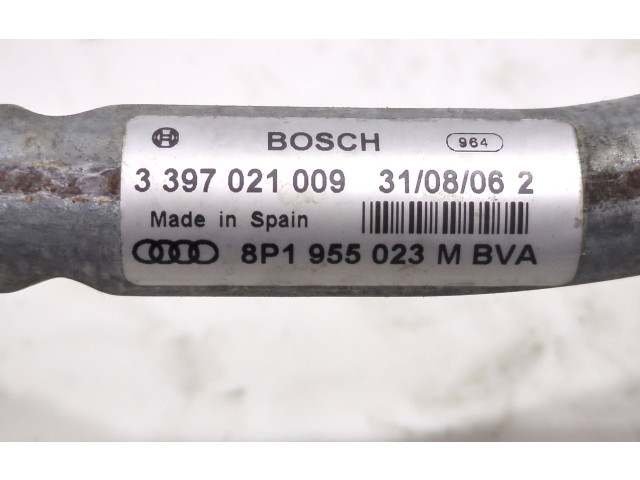 BOSCH 964
3 397 021 009 31/08/06 2
Made in Spain
8P1 955 023 M BVA